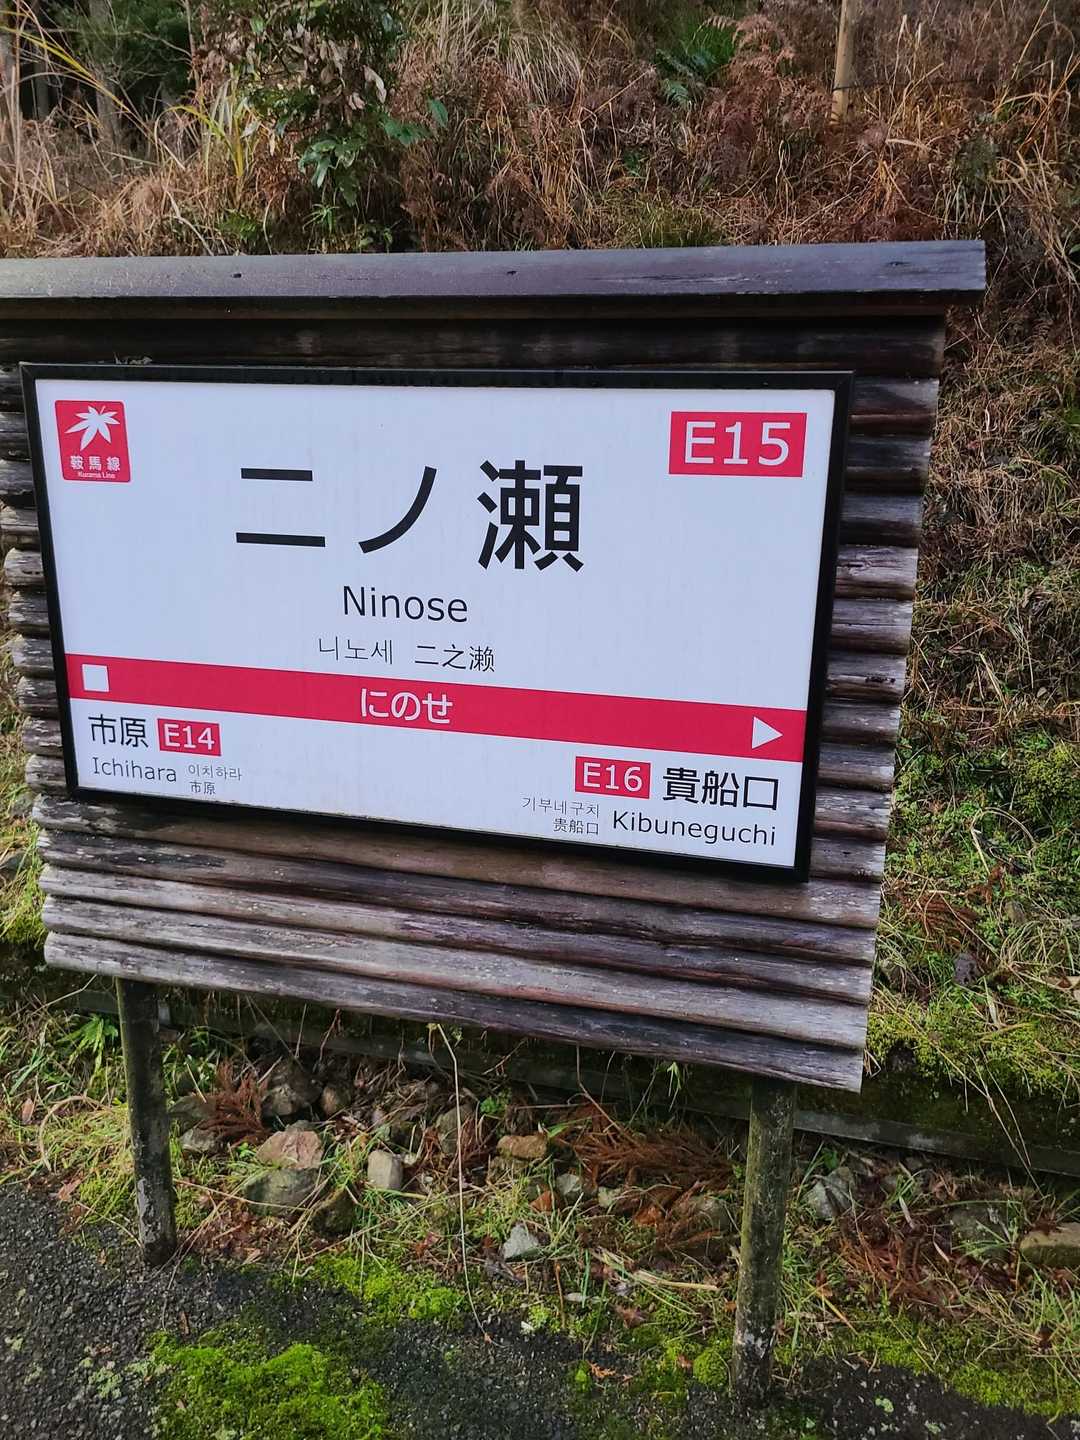 鞍馬線
Kurama Line
E15
二ノ瀬
Ninose
니노세 二之濑
にのせ
市原 E14
Ichihara 이치하라
市原
E16 貴船口
기부네구치
贵船口 Kibuneguchi